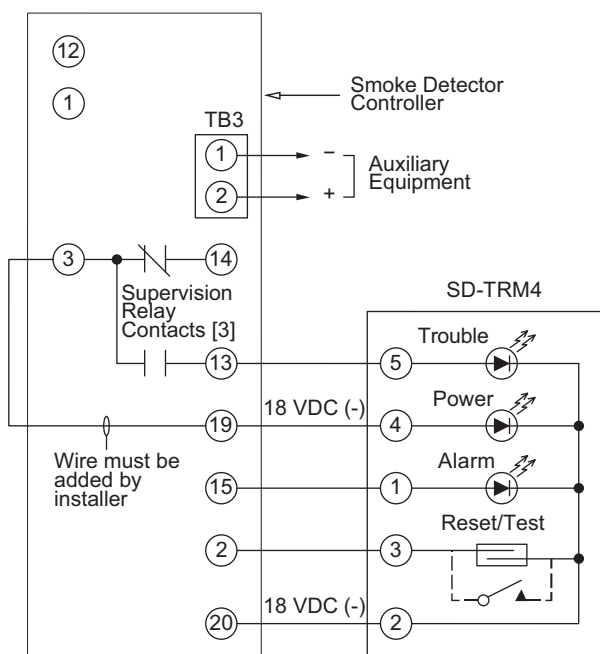 12
1
Smoke Detector
Controller
TB3
1
−
2
+
Auxiliary
Equipment
3
14
Supervision
Relay
Contacts [3]
13
SD-TRM4
Trouble
5
19
18 VDC (-)
4
Power
Wire must be
added by
installer
15
1
Alarm
2
3
Reset/Test
20
18 VDC (-)
2